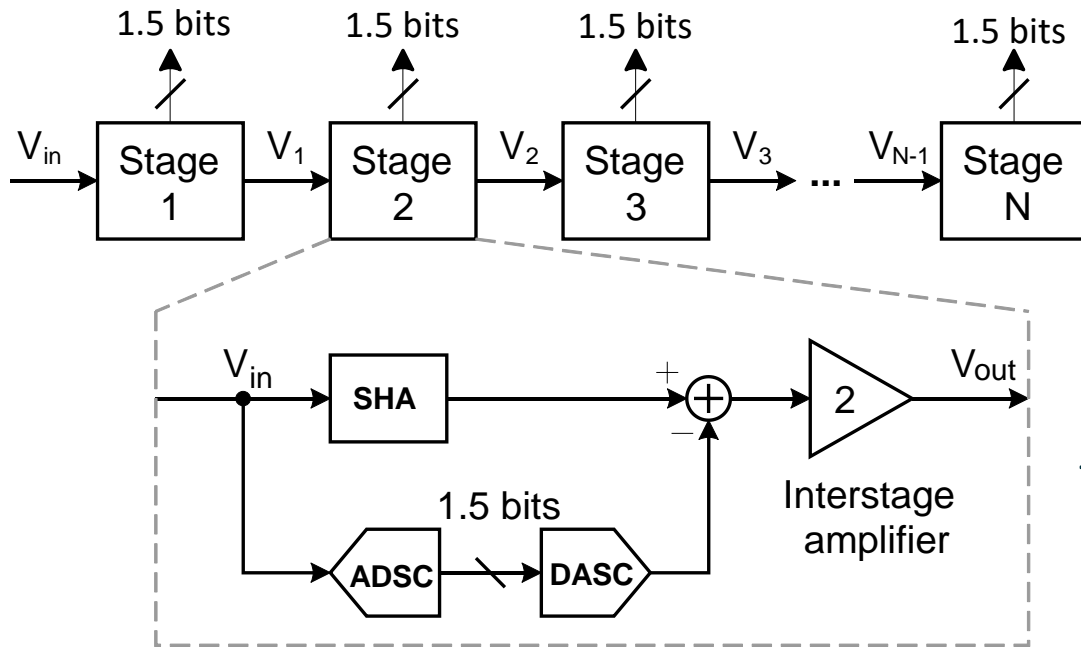 1.5 bits
1.5 bits
1.5 bits
1.5 bits
V_in
Stage
1
V_1
Stage
2
V_2
Stage
3
V_3
...
V_N-1
Stage
N
V_in
SHA
+
−
+
2
V_out
Interstage
amplifier
1.5 bits
ADSC
DASC